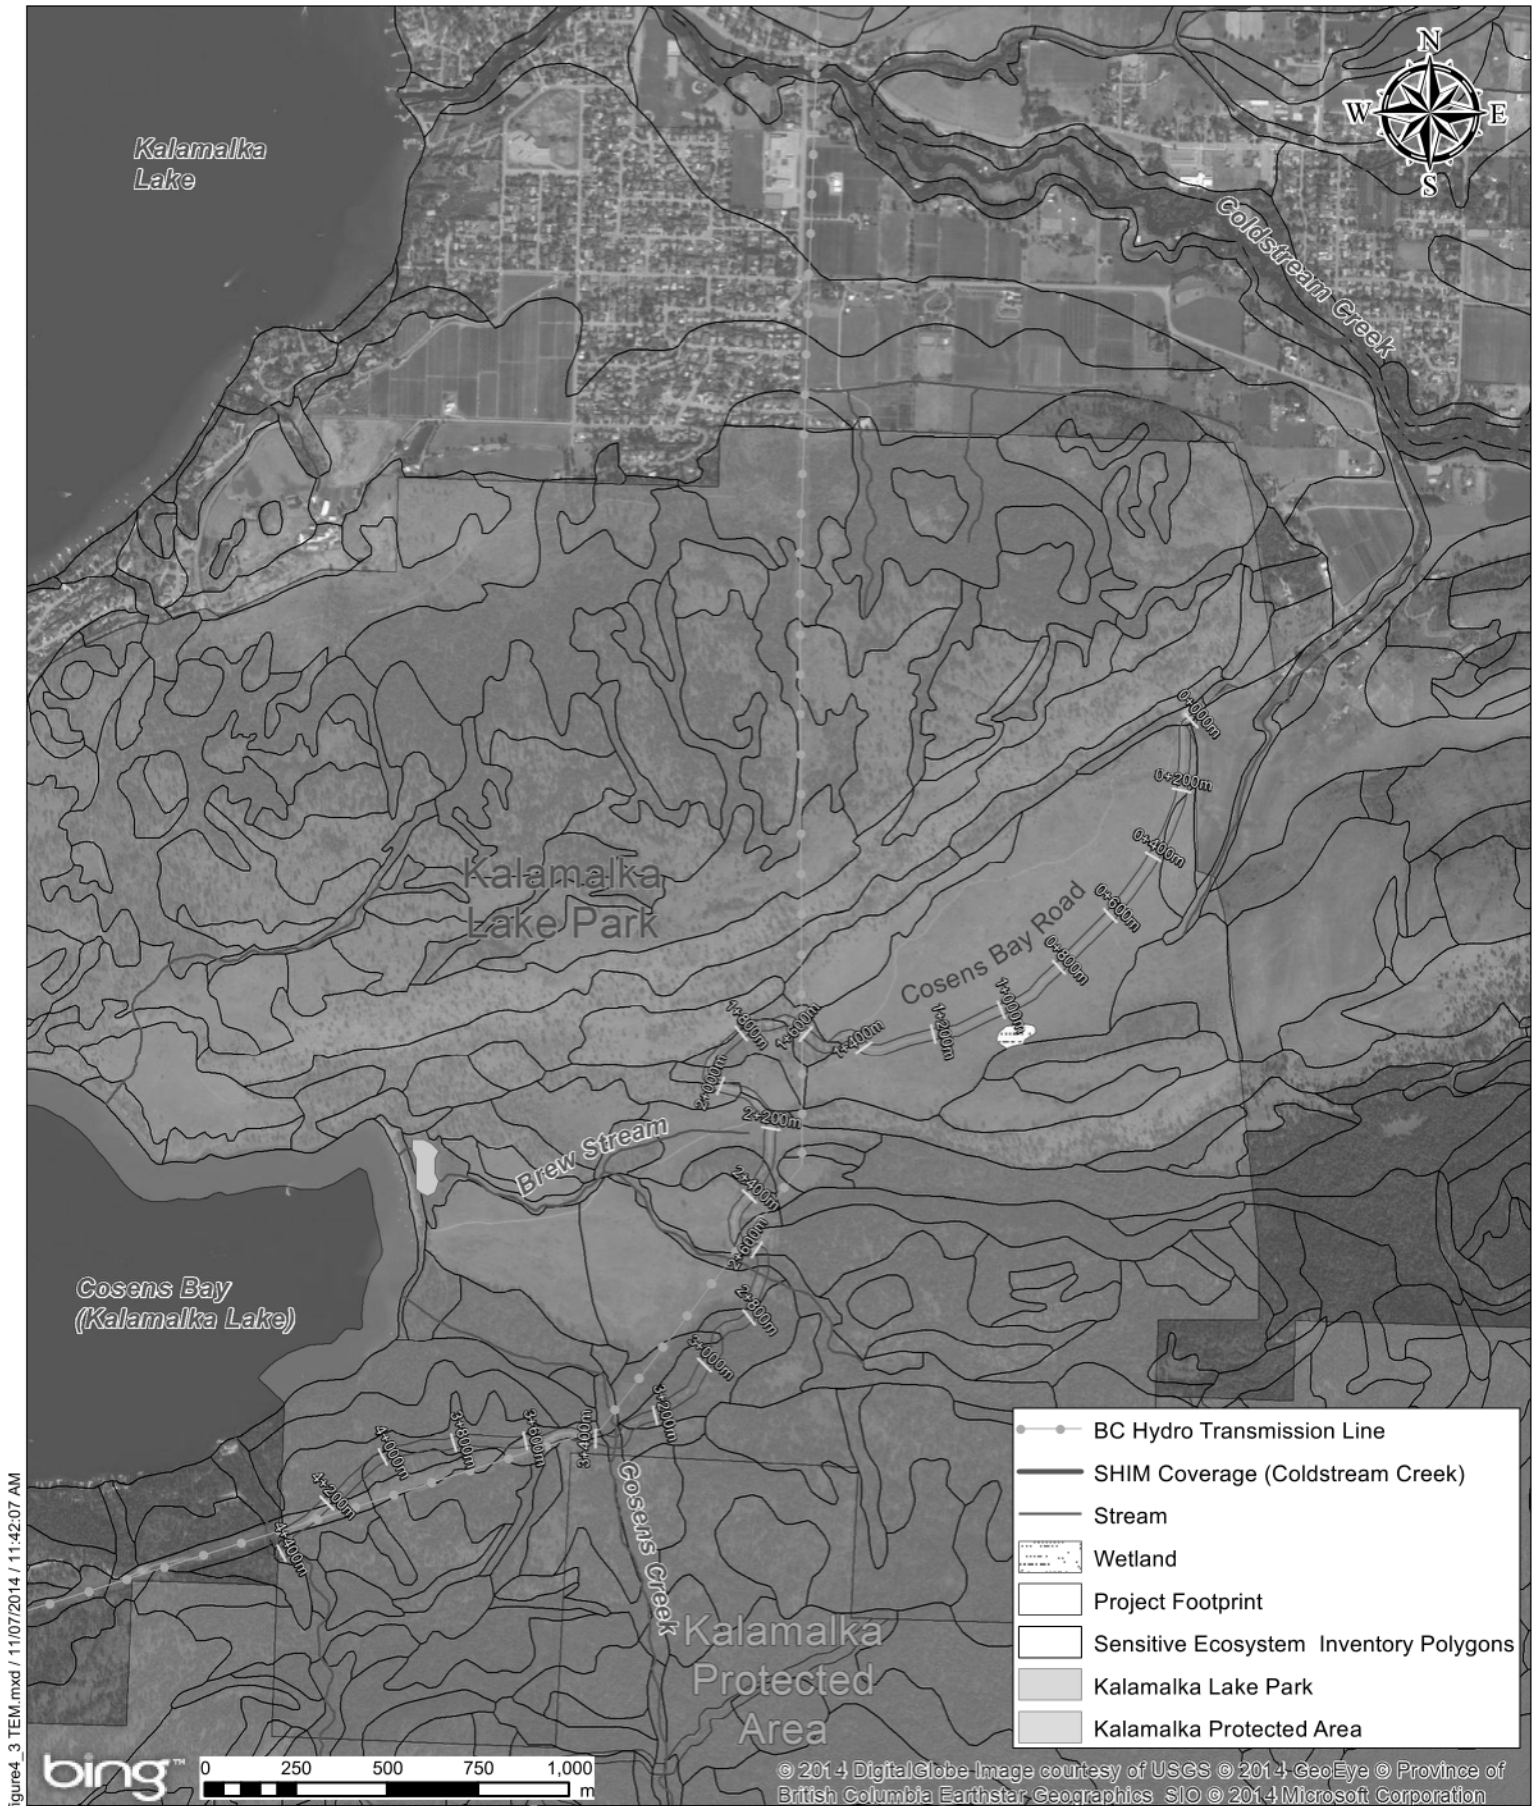 N
W
E
S
Kalamalka
Lake
Coldstream Creek
0+000m
0+200m
0+400m
0+600m
0+800m
1+000m
1+200m
1+400m
1+600m
1+800m
2+000m
2+200m
2+400m
2+600m
2+800m
3+000m
3+200m
3+400m
3+600m
3+800m
4+000m
4+200m
4+400m
Kalamalka
Lake Park
Cosens Bay Road
Brew Stream
Cosens Bay
(Kalamalka Lake)
Cosens Creek
Kalamalka
Protected
Area
BC Hydro Transmission Line
SHIM Coverage (Coldstream Creek)
Stream
Wetland
Project Footprint
Sensitive Ecosystem Inventory Polygons
Kalamalka Lake Park
Kalamalka Protected Area
igure4_3 TEM.mxd / 11/07/2014 / 11:42:07 AM
bing™
0 250 500 750 1,000
m
© 2014 DigitalGlobe Image courtesy of USGS © 2014 GeoEye © Province of
British Columbia Earthstar Geographics SIO © 2014 Microsoft Corporation